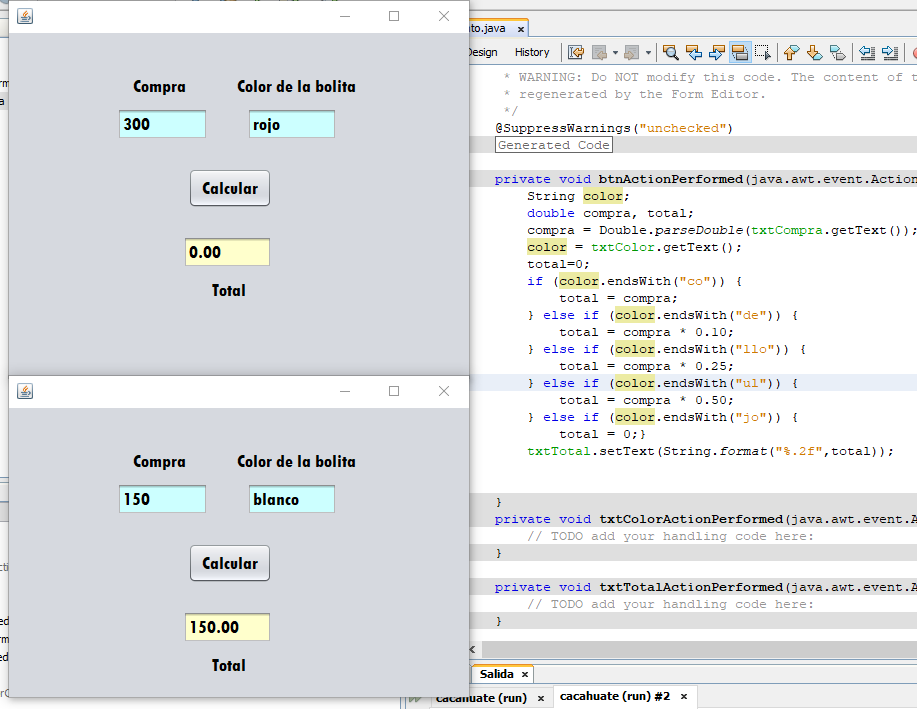 Compra Color de la bolita
300 rojo
Calcular
0.00
Total
Compra Color de la bolita
150 blanco
Calcular
150.00
Total
to.java ×
Design History
* WARNING: Do NOT modify this code. The content of t
* regenerated by the Form Editor.
*/
@SuppressWarnings("unchecked")
Generated Code
private void btnActionPerformed(java.awt.event.Action
String color;
double compra, total;
compra = Double.parseDouble(txtCompra.getText());
color = txtColor.getText();
total=0;
if (color.endsWith("co")) {
total = compra;
} else if (color.endsWith("de")) {
total = compra * 0.10;
} else if (color.endsWith("llo")) {
total = compra * 0.25;
} else if (color.endsWith("ul")) {
total = compra * 0.50;
} else if (color.endsWith("jo")) {
total = 0;}
txtTotal.setText(String.format("%.2f",total));
}
private void txtColorActionPerformed(java.awt.event.A
// TODO add your handling code here:
}
private void txtTotalActionPerformed(java.awt.event.A
// TODO add your handling code here:
}
Salida ×
cacahuate (run) × cacahuate (run) #2 ×